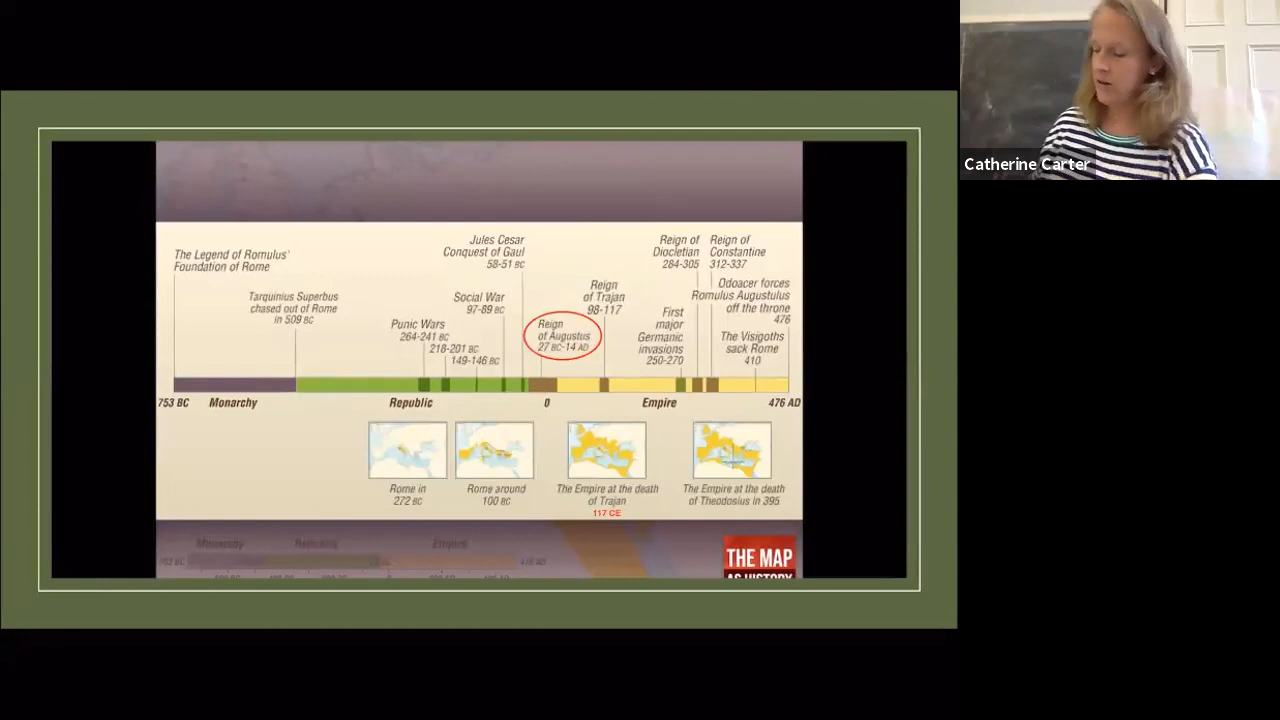 Catherine Carter
The Legend of Romulus'
Foundation of Rome
Tarquinius Superbus
chased out of Rome
in 509 BC
Punic Wars
264-241 BC
218-201 BC
149-146 BC
Social War
97-89 BC
Jules Cesar
Conquest of Gaul
58-51 BC
Reign
of Augustus
27 BC-14 AD
Reign
of Trajan
98-117
First
major
Germanic
invasions
250-270
Reign of
Diocletian
284-305
Reign of
Constantine
312-337
Odoacer forces
Romulus Augustulus
off the throne
476
The Visigoths
sack Rome
410
753 BC Monarchy Republic 0 Empire 476 AD
Rome in
272 BC
Rome around
100 BC
The Empire at the death
of Trajan
117 CE
The Empire at the death
of Theodosius in 395
Monarchy Republic Empire
THE MAP
AS HISTORY